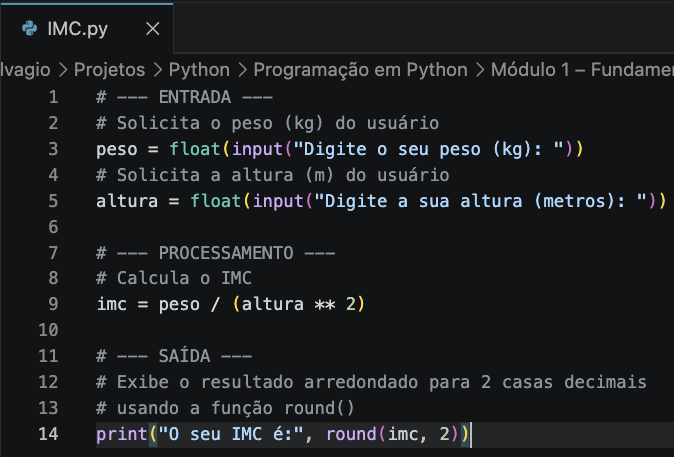 IMC.py
Projetos > Python > Programação em Python > Módulo 1 –
1 # --- ENTRADA ---
2 # Solicita o peso (kg) do usuário
3 peso = float(input("Digite o seu peso (kg): "))
4 # Solicita a altura (m) do usuário
5 altura = float(input("Digite a sua altura (metros): "))
6
7 # --- PROCESSAMENTO ---
8 # Calcula o IMC
9 imc = peso / (altura ** 2)
10
11 # --- SAÍDA ---
12 # Exibe o resultado arredondado para 2 casas decimais
13 # usando a função round()
14 print("O seu IMC é:", round(imc, 2))